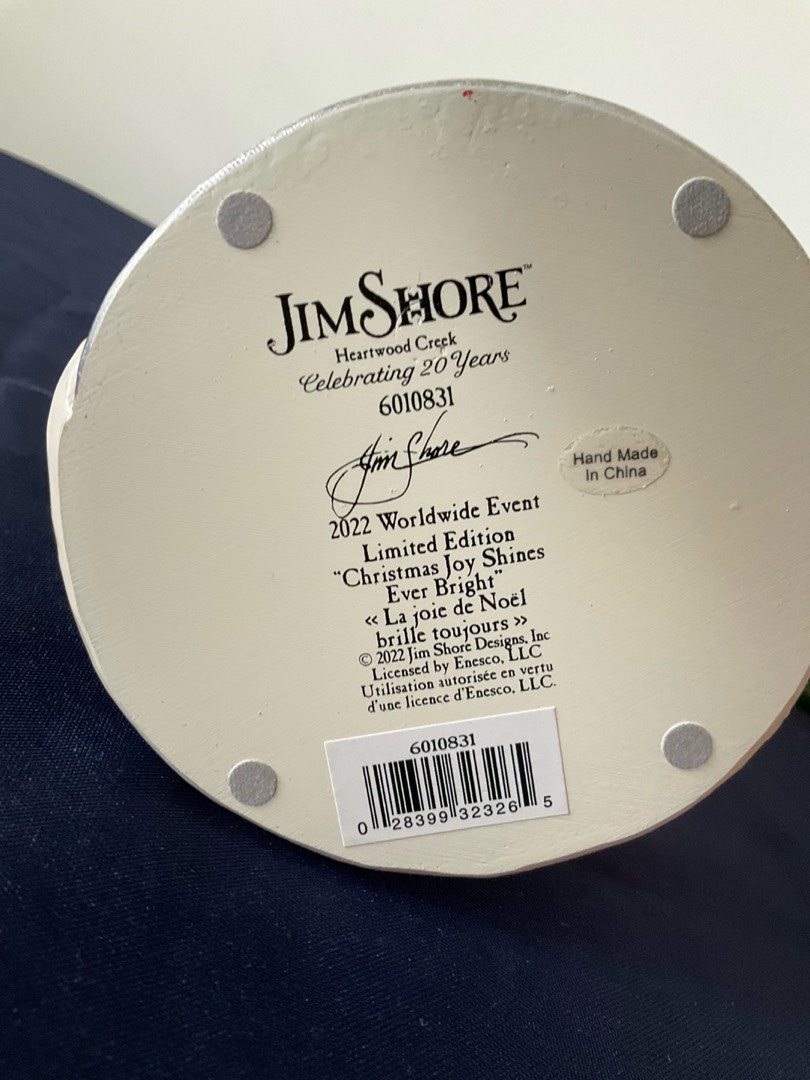 JIM SHORE™
Heartwood Creek
Celebrating 20 Years
6010831
Jim Shore
Hand Made
In China
2022 Worldwide Event
Limited Edition
"Christmas Joy Shines
Ever Bright"
« La joie de Noël
brille toujours »
© 2022 Jim Shore Designs, Inc
Licensed by Enesco, LLC
Utilisation autorisée en vertu
d'une licence d'Enesco, LLC.
6010831
0 28399 32326 5